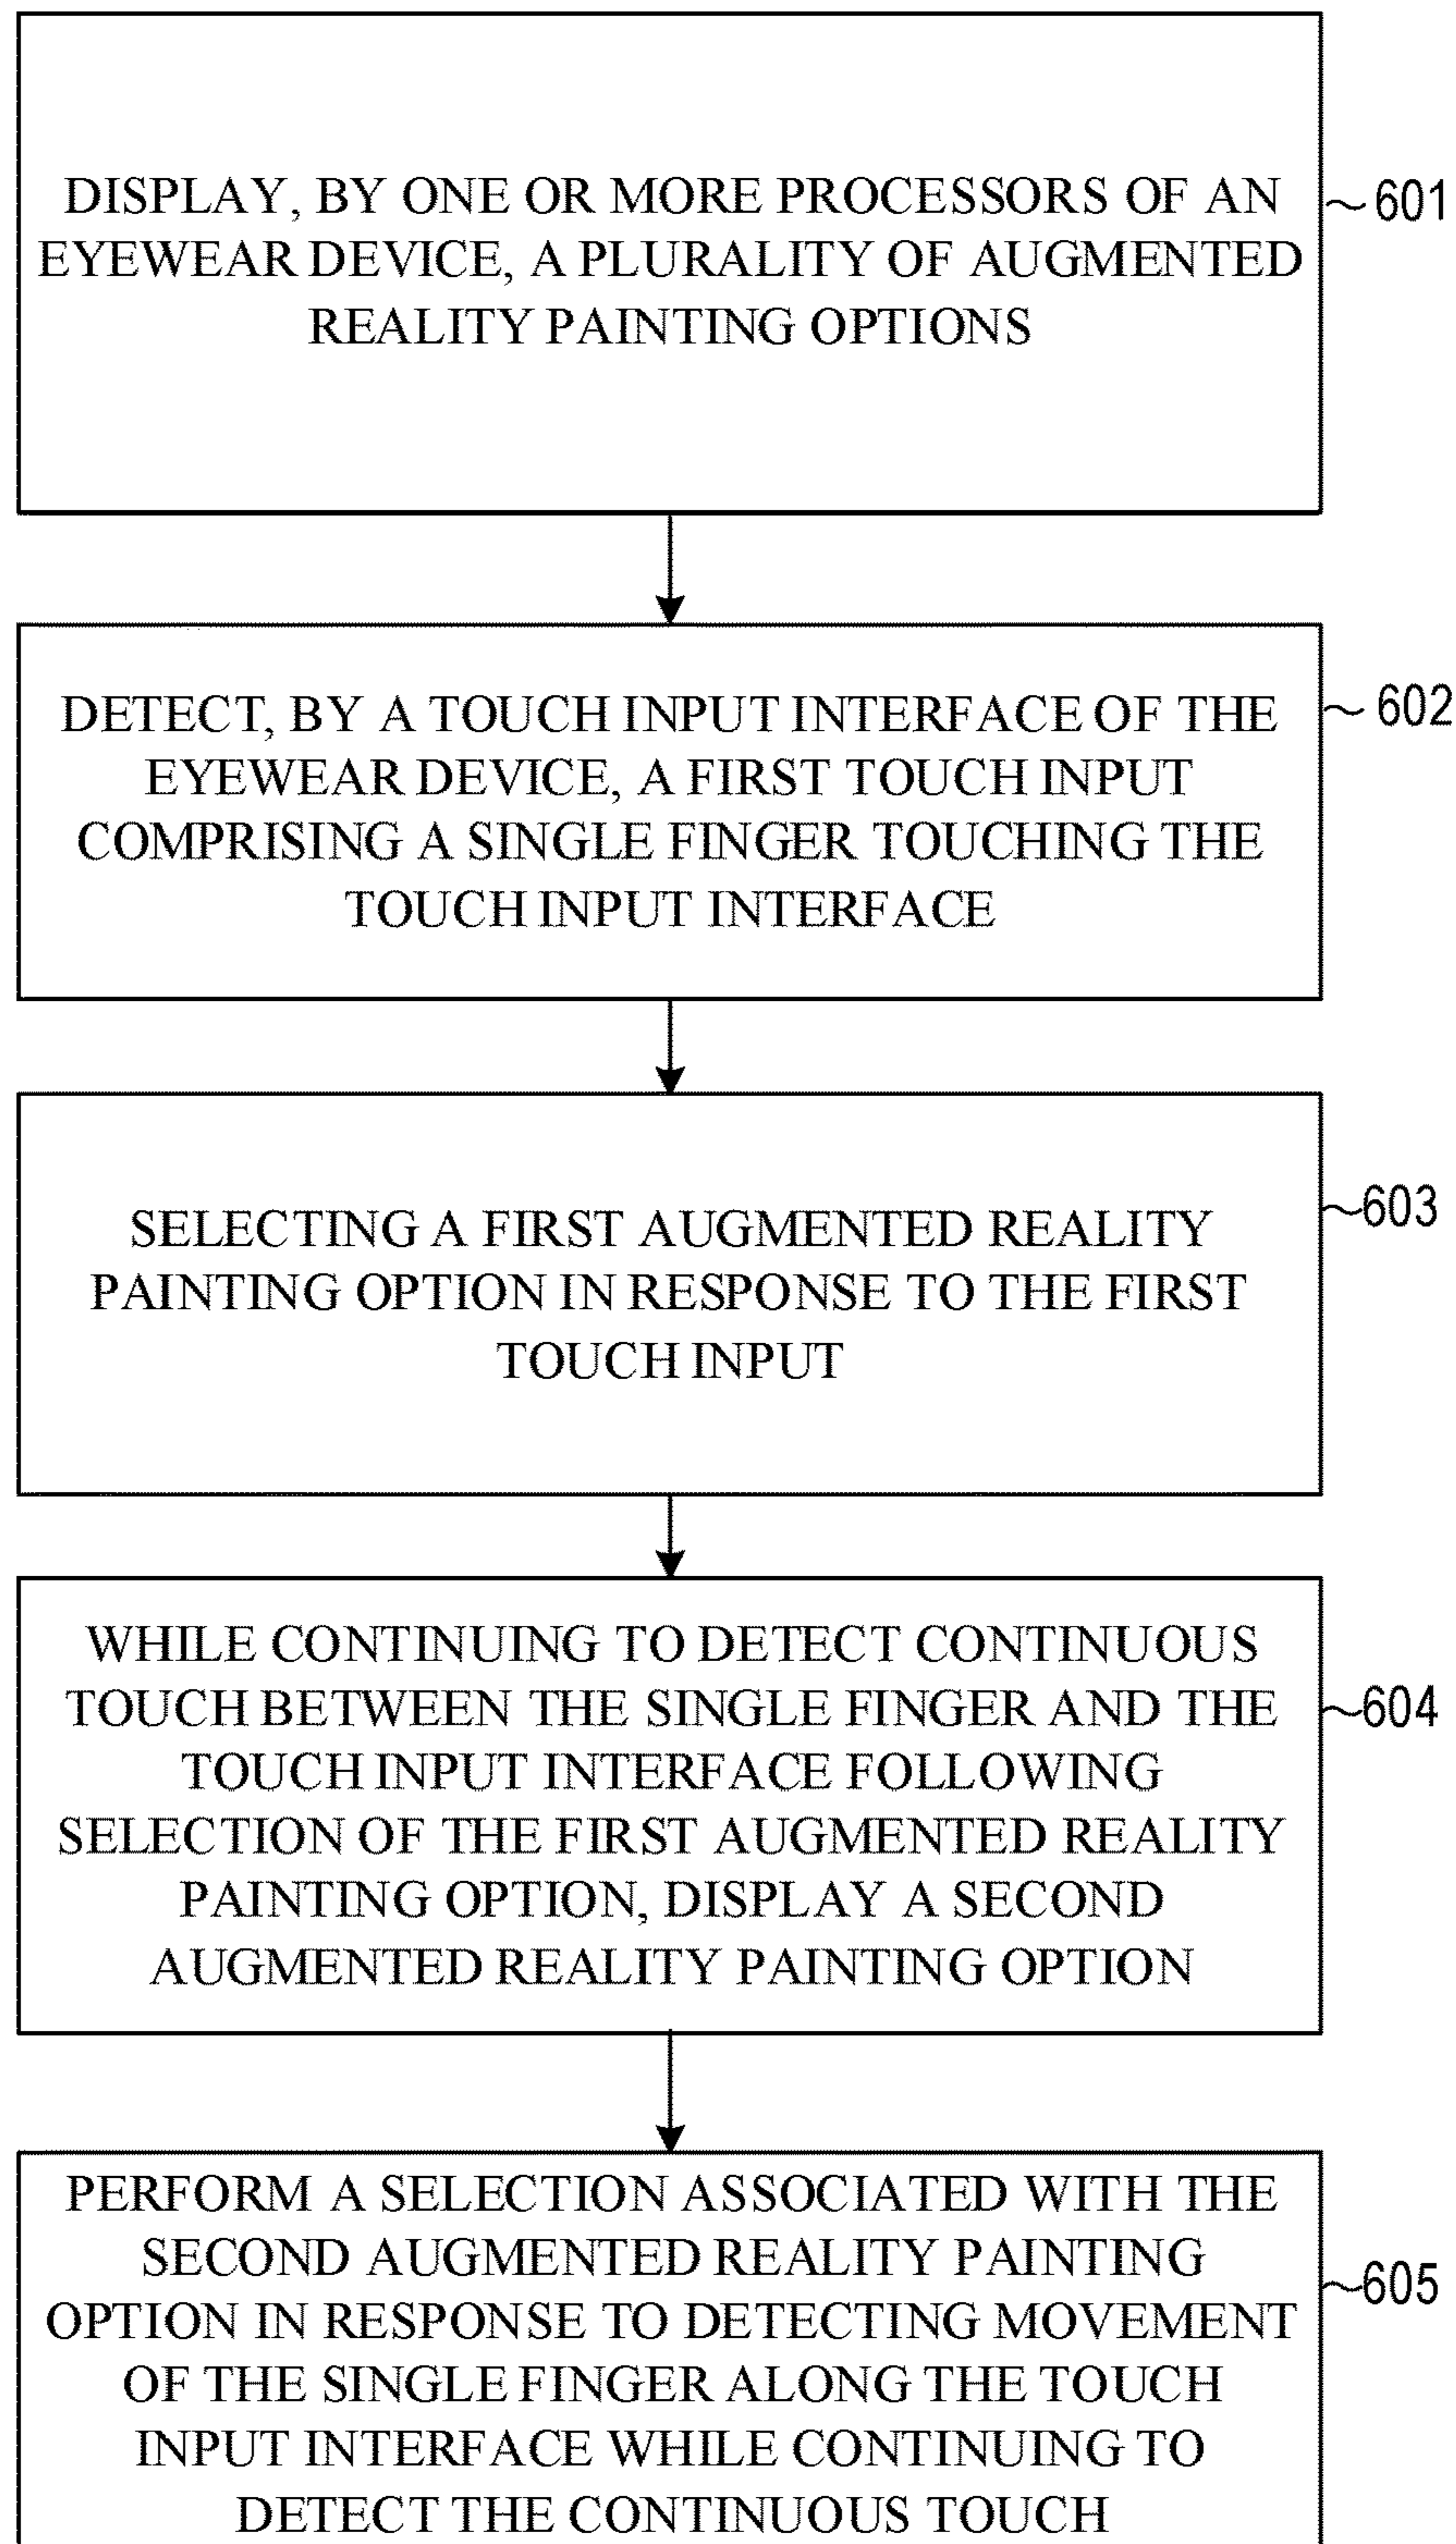 DISPLAY, BY ONE OR MORE PROCESSORS OF AN
EYEWEAR DEVICE, A PLURALITY OF AUGMENTED
REALITY PAINTING OPTIONS
601
DETECT, BY A TOUCH INPUT INTERFACE OF THE
EYEWEAR DEVICE, A FIRST TOUCH INPUT
COMPRISING A SINGLE FINGER TOUCHING THE
TOUCH INPUT INTERFACE
602
SELECTING A FIRST AUGMENTED REALITY
PAINTING OPTION IN RESPONSE TO THE FIRST
TOUCH INPUT
603
WHILE CONTINUING TO DETECT CONTINUOUS
TOUCH BETWEEN THE SINGLE FINGER AND THE
TOUCH INPUT INTERFACE FOLLOWING
SELECTION OF THE FIRST AUGMENTED REALITY
PAINTING OPTION, DISPLAY A SECOND
AUGMENTED REALITY PAINTING OPTION
604
PERFORM A SELECTION ASSOCIATED WITH THE
SECOND AUGMENTED REALITY PAINTING
OPTION IN RESPONSE TO DETECTING MOVEMENT
OF THE SINGLE FINGER ALONG THE TOUCH
INPUT INTERFACE WHILE CONTINUING TO
DETECT THE CONTINUOUS TOUCH
605